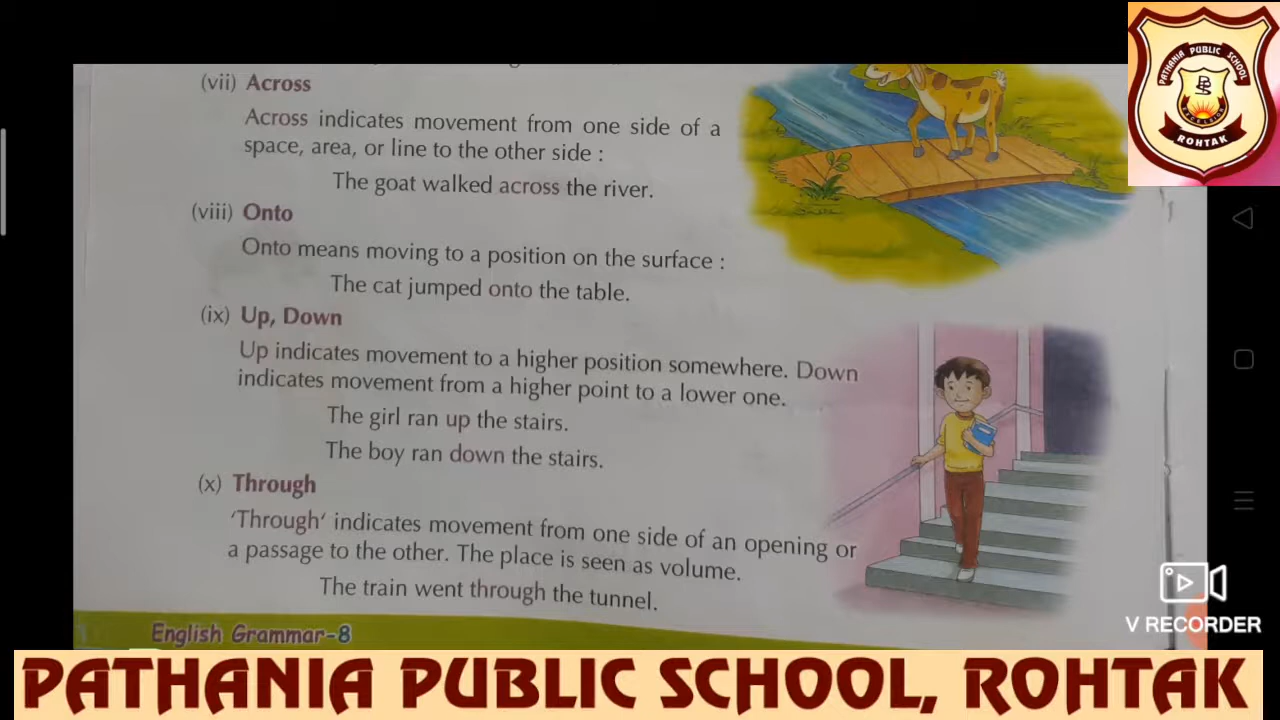 (vii) Across
Across indicates movement from one side of a
space, area, or line to the other side :
The goat walked across the river.
(viii) Onto
Onto means moving to a position on the surface :
The cat jumped onto the table.
(ix) Up, Down
Up indicates movement to a higher position somewhere. Down
indicates movement from a higher point to a lower one.
The girl ran up the stairs.
The boy ran down the stairs.
(x) Through
‘Through‘ indicates movement from one side of an opening or
a passage to the other. The place is seen as volume.
The train went through the tunnel.
English Grammar-8
PATHANIA PUBLIC SCHOOL
ROHTAK
V RECORDER
PATHANIA PUBLIC SCHOOL, ROHTAK